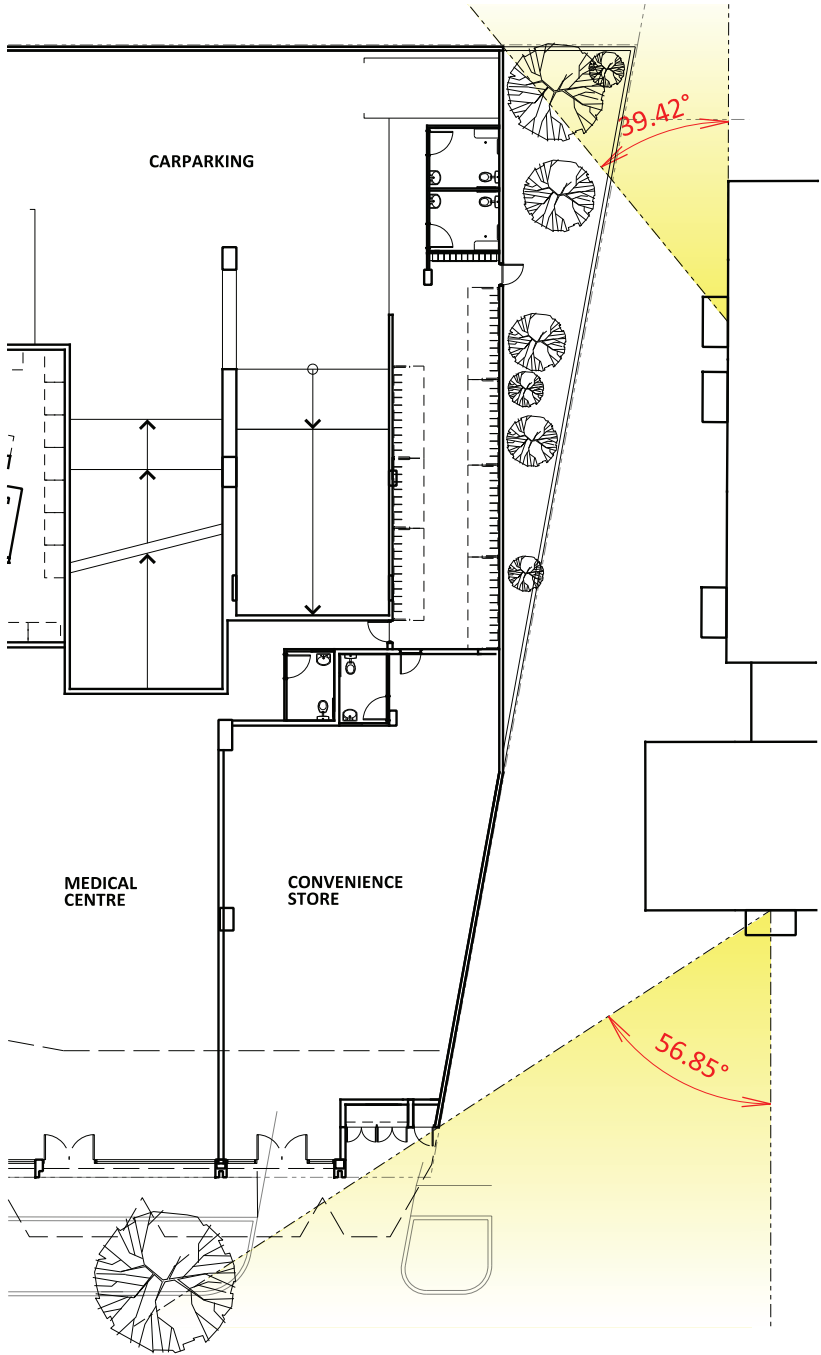 39.42°
CARPARKING
MEDICAL
CENTRE
CONVENIENCE
STORE
56.85°